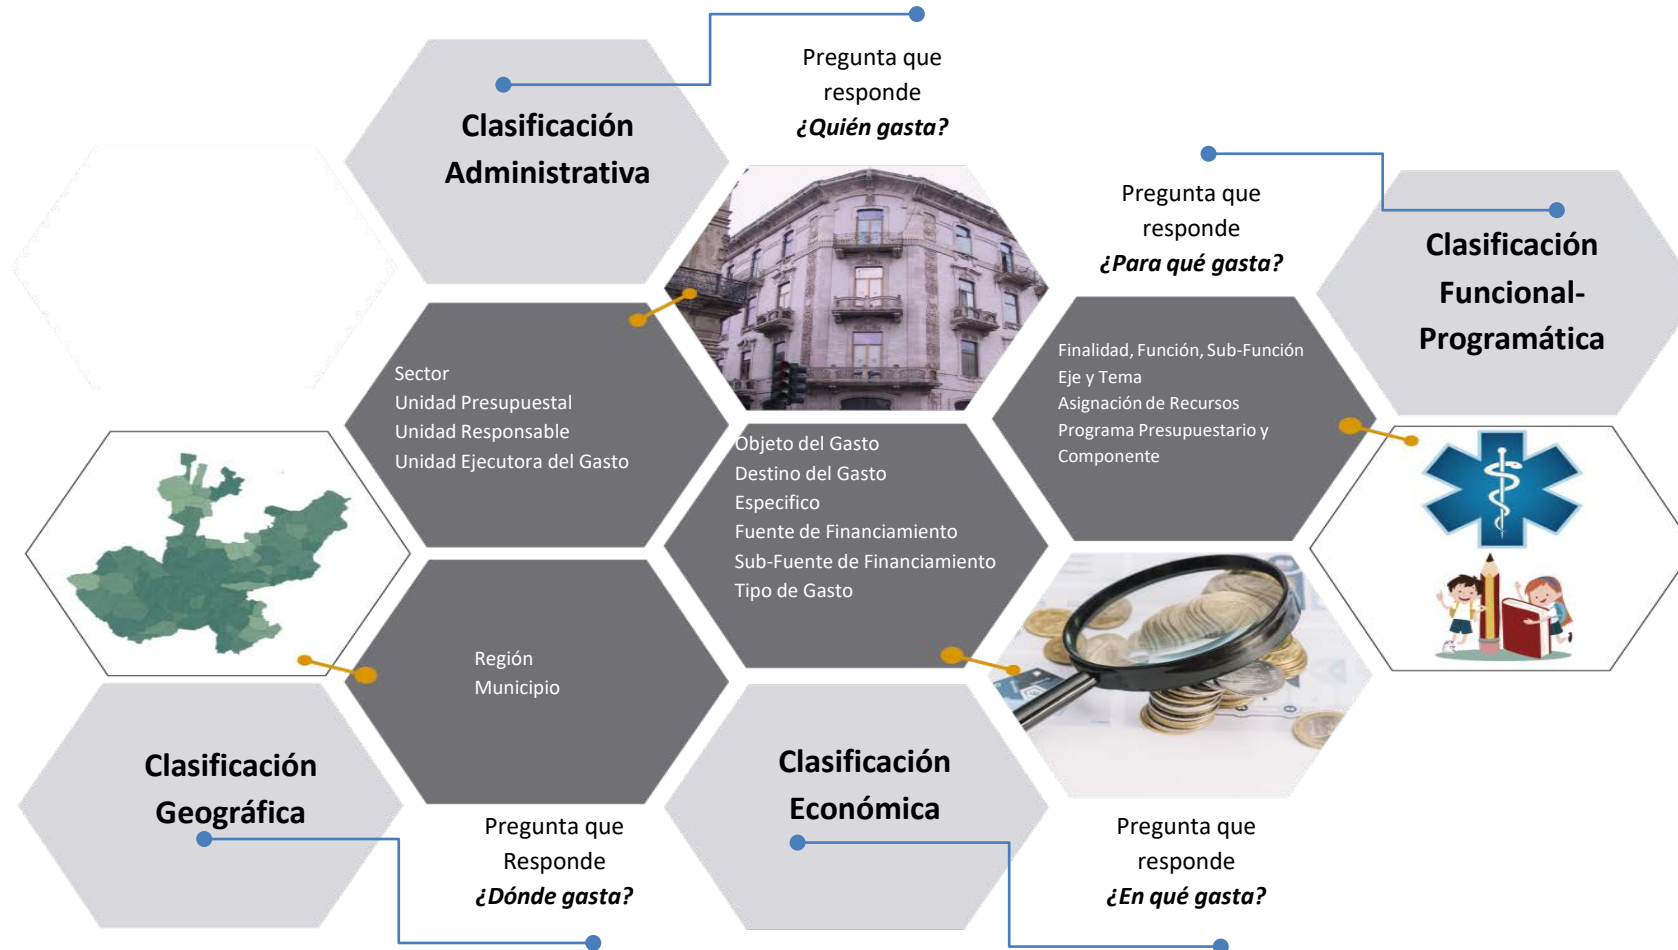 Pregunta que
responde
¿Quién gasta?
Clasificación
Administrativa
Pregunta que
responde
¿Para qué gasta?
Clasificación
Funcional-
Programática
Sector
Unidad Presupuestal
Unidad Responsable
Unidad Ejecutora del Gasto
Finalidad, Función, Sub-Función
Eje y Tema
Asignación de Recursos
Programa Presupuestario y
Componente
Objeto del Gasto
Destino del Gasto
Especifico
Fuente de Financiamiento
Sub-Fuente de Financiamiento
Tipo de Gasto
Región
Municipio
Clasificación
Geográfica
Clasificación
Económica
Pregunta que
Responde
¿Dónde gasta?
Pregunta que
responde
¿En qué gasta?